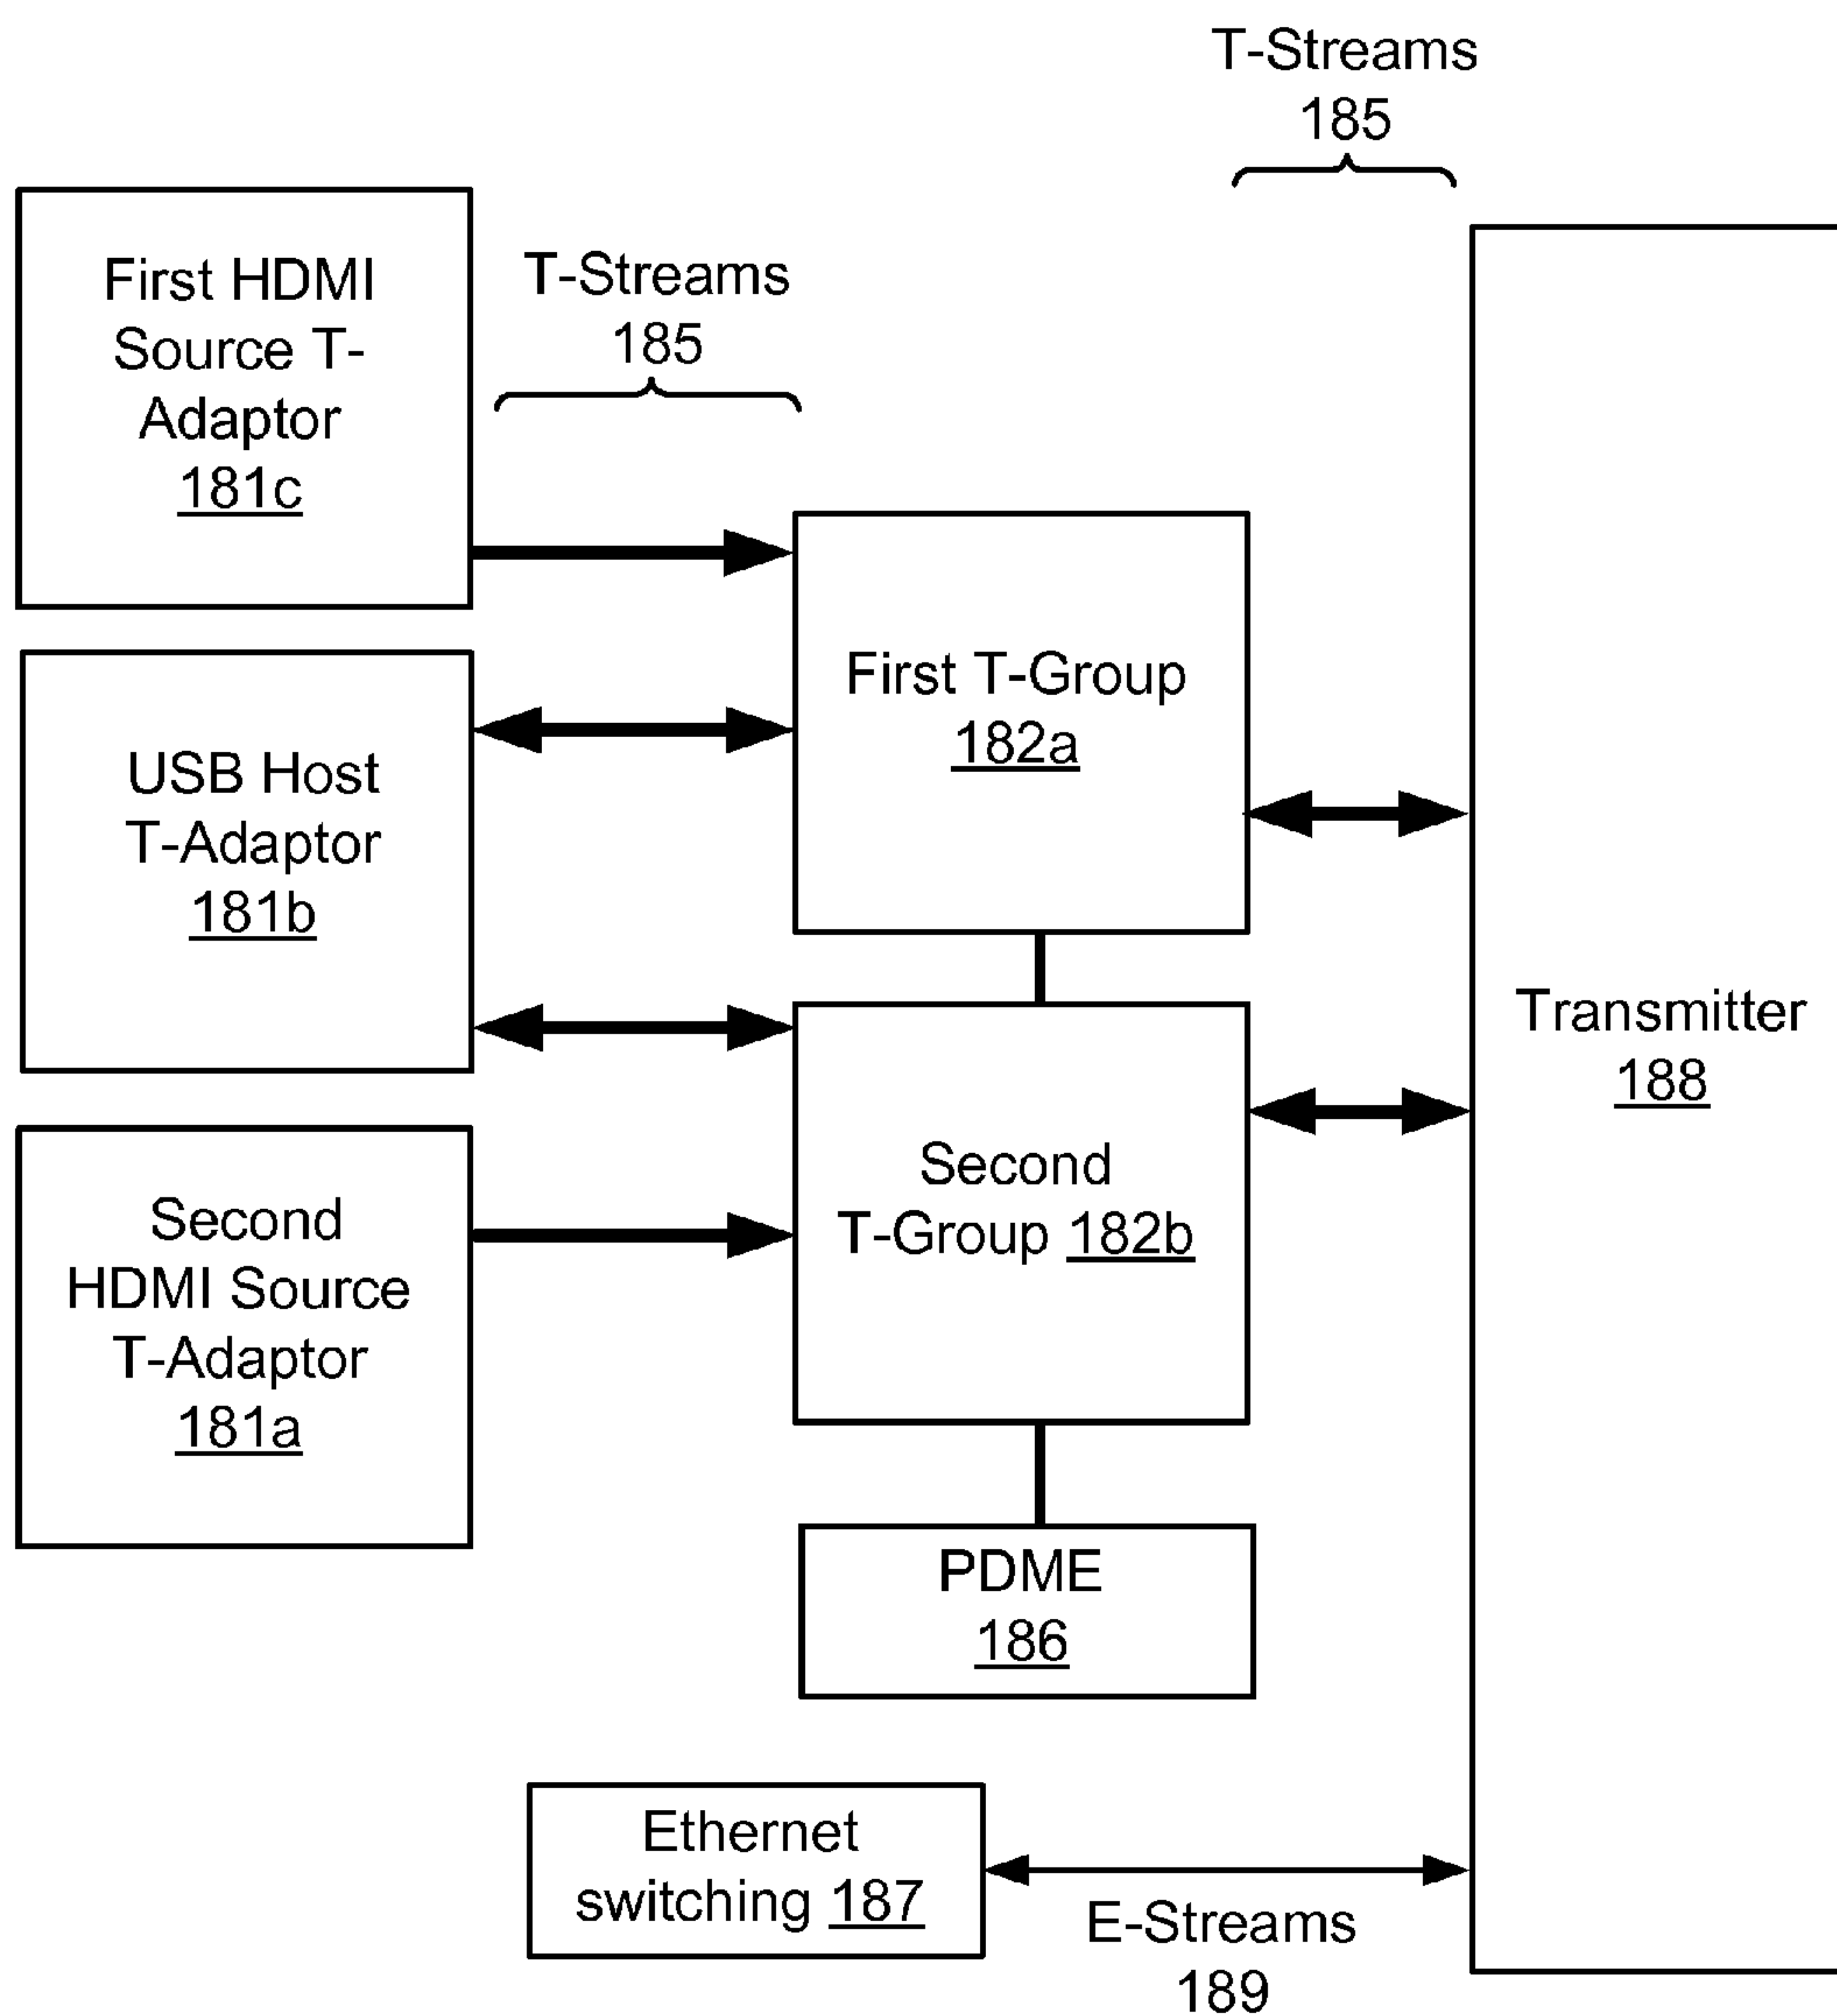 T-Streams
185
First HDMI
Source T-
Adaptor
181c
T-Streams
185
First T-Group
182a
USB Host
T-Adaptor
181b
Transmitter
188
Second
T-Group 182b
Second
HDMI Source
T-Adaptor
181a
PDME
186
Ethernet
switching 187
E-Streams
189